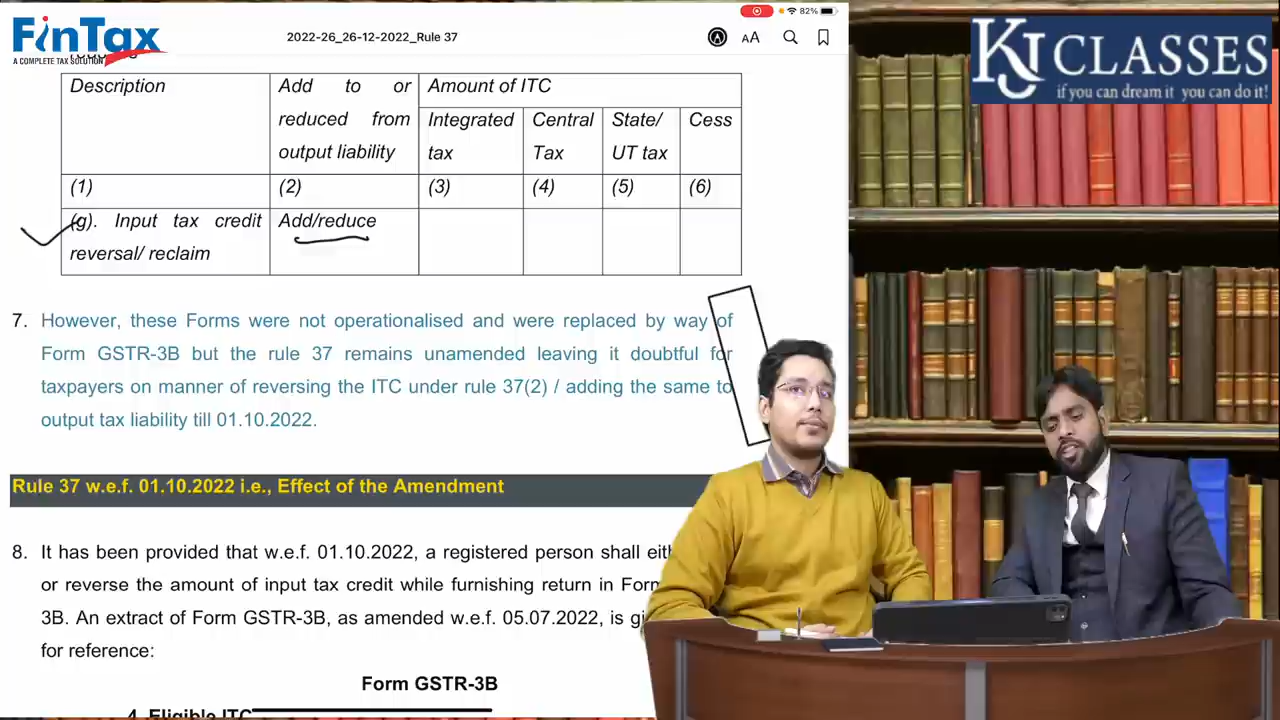 FinTax
A COMPLETE TAX SOLUTION
2022-26_26-12-2022_Rule 37
AA
82%
KJ CLASSES
if you can dream it you can do it!
Description
Add to or reduced from output liability
Amount of ITC
Integrated tax
Central Tax
State/ UT tax
Cess
(1)
(2)
(3)
(4)
(5)
(6)
(g). Input tax credit reversal/ reclaim
Add/reduce
7. However, these Forms were not operationalised and were replaced by way of
Form GSTR-3B but the rule 37 remains unamended leaving it doubtful for
taxpayers on manner of reversing the ITC under rule 37(2) / adding the same to
output tax liability till 01.10.2022.
Rule 37 w.e.f. 01.10.2022 i.e., Effect of the Amendment
8. It has been provided that w.e.f. 01.10.2022, a registered person shall
or reverse the amount of input tax credit while furnishing return in
3B. An extract of Form GSTR-3B, as amended w.e.f. 05.07.2022, is
for reference:
Form GSTR-3B
4. Eligible ITC